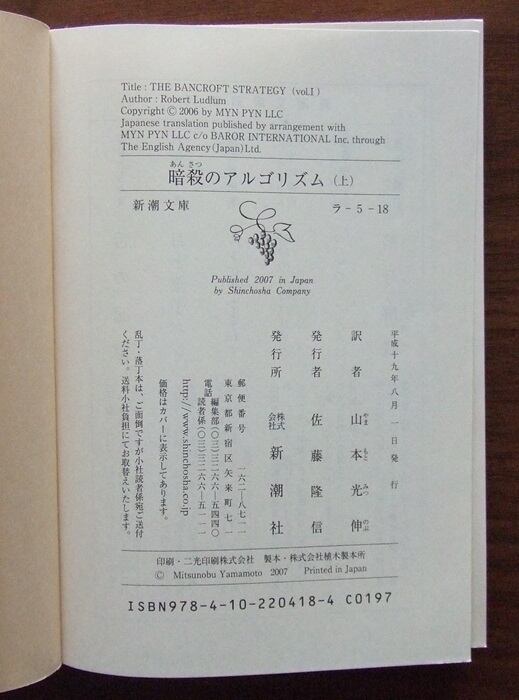 Title : THE BANCROFT STRATEGY (vol.I)
Author : Robert Ludlum
Copyright © 2006 by MYN PYN LLC
Japanese translation published by arrangement with
MYN PYN LLC c/o BAROR INTERNATIONAL Inc. through
The English Agency (Japan) Ltd.
あん さつ
暗殺のアルゴリズム（上）
新潮文庫
ラ－5－18
Published 2007 in Japan
by Shinchosha Company
平成十九年八月一日発行
訳者 山本光伸
やま もと みつ のぶ
発行者 佐藤隆信
発行所 株式会社 新潮社
郵便番号 一六二―八七一一
東京都新宿区矢来町七一
編集部(〇三)三二六六―五四四〇
電話
読者係(〇三)三二六六―五一一一
http://www.shinchosha.co.jp
価格はカバーに表示してあります。
乱丁・落丁本は、ご面倒ですが小社読者係宛ご送付
ください。送料小社負担にてお取替えいたします。
印刷・二光印刷株式会社 製本・株式会社植木製本所
© Mitsunobu Yamamoto 2007 Printed in Japan
ISBN978-4-10-220418-4 C0197